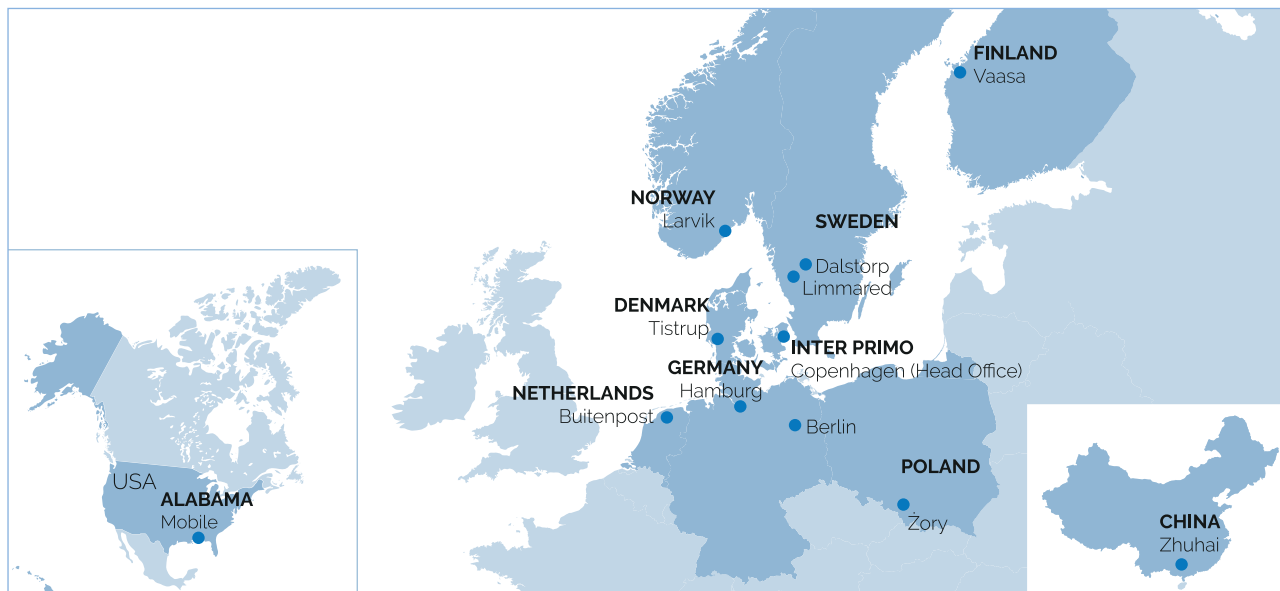 FINLAND
Vaasa
NORWAY
Larvik
SWEDEN
Dalstorp
Limmared
DENMARK
Tistrup
INTER PRIMO
Copenhagen (Head Office)
GERMANY
Hamburg
NETHERLANDS
Buitenpost
Berlin
POLAND
Żory
USA
ALABAMA
Mobile
CHINA
Zhuhai